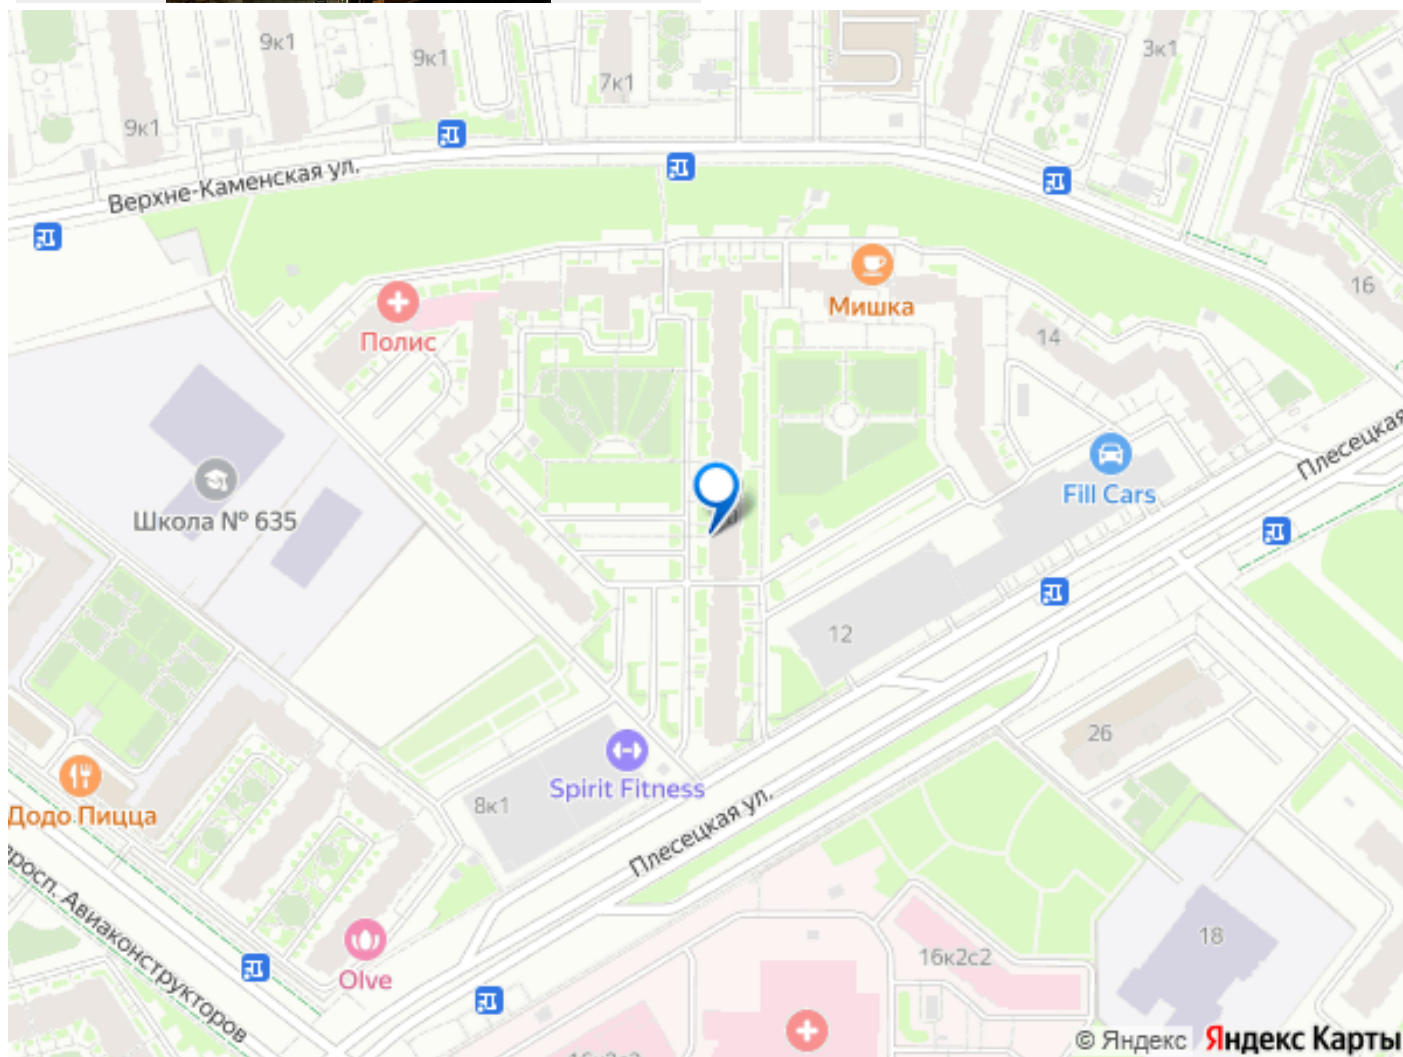 9к1
9к1
7к1
3к1
9к1
Верхне-Каменская ул.
16
Мишка
Полис
14
Плесецкая
Fill Cars
Школа № 635
12
26
Spirit Fitness
8к1
Додо Пицца
Плесецкая ул.
просп. Авиаконструкторов
18
16к2с2
Olve
© Яндекс Яндекс Карты